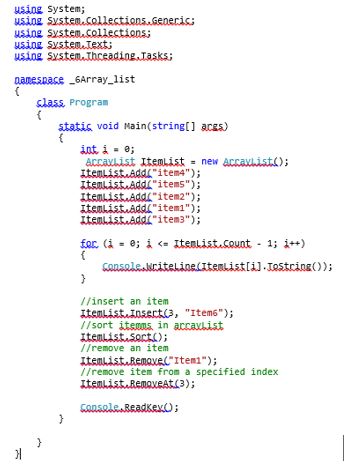 using System;
using System.Collections.Generic;
using System.Collections;
using System.Text;
using System.Threading.Tasks;
namespace _6Array_list
{
class Program
{
static void Main(string[] args)
{
int i = 0;
ArrayList ItemList = new ArrayList();
ItemList.Add("item4");
ItemList.Add("item5");
ItemList.Add("item2");
ItemList.Add("item1");
ItemList.Add("item3");
for (i = 0; i <= ItemList.Count - 1; i++)
{
Console.WriteLine(ItemList[i].ToString());
}
//insert an item
ItemList.Insert(3, "Item6");
//sort itemms in arrayList
ItemList.Sort();
//remove an item
ItemList.Remove("Item1");
//remove item from a specified index
ItemList.RemoveAt(3);
Console.ReadKey();
}
}
}